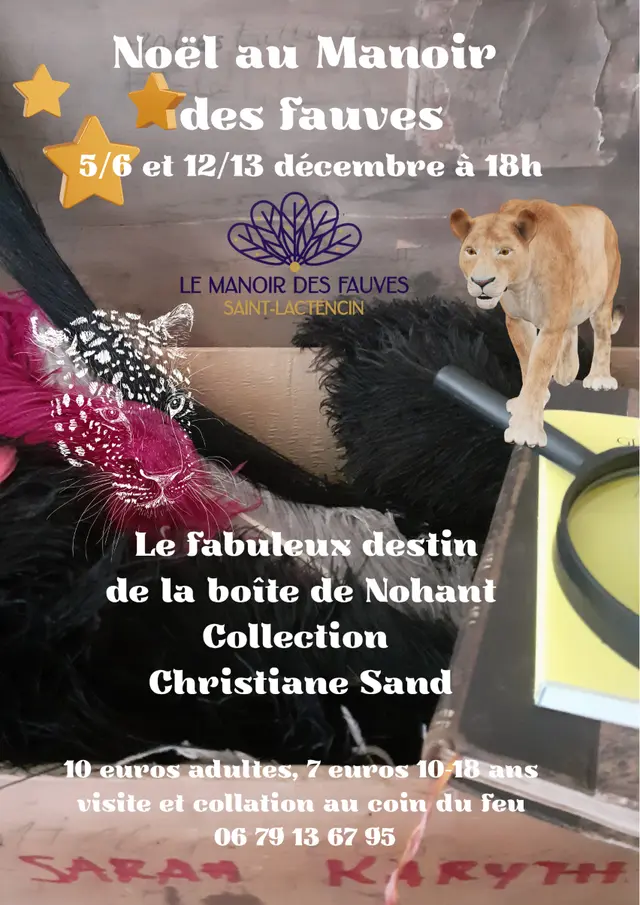 Noël au Manoir
des fauves
5/6 et 12/13 décembre à 18h
LE MANOIR DES FAUVES
SAINT-LACTENCIN
Le fabuleux destin
de la boîte de Nohant
Collection
Christiane Sand
10 euros adultes, 7 euros 10-18 ans
visite et collation au coin du feu
06 79 13 67 95
SARAH KARYTH